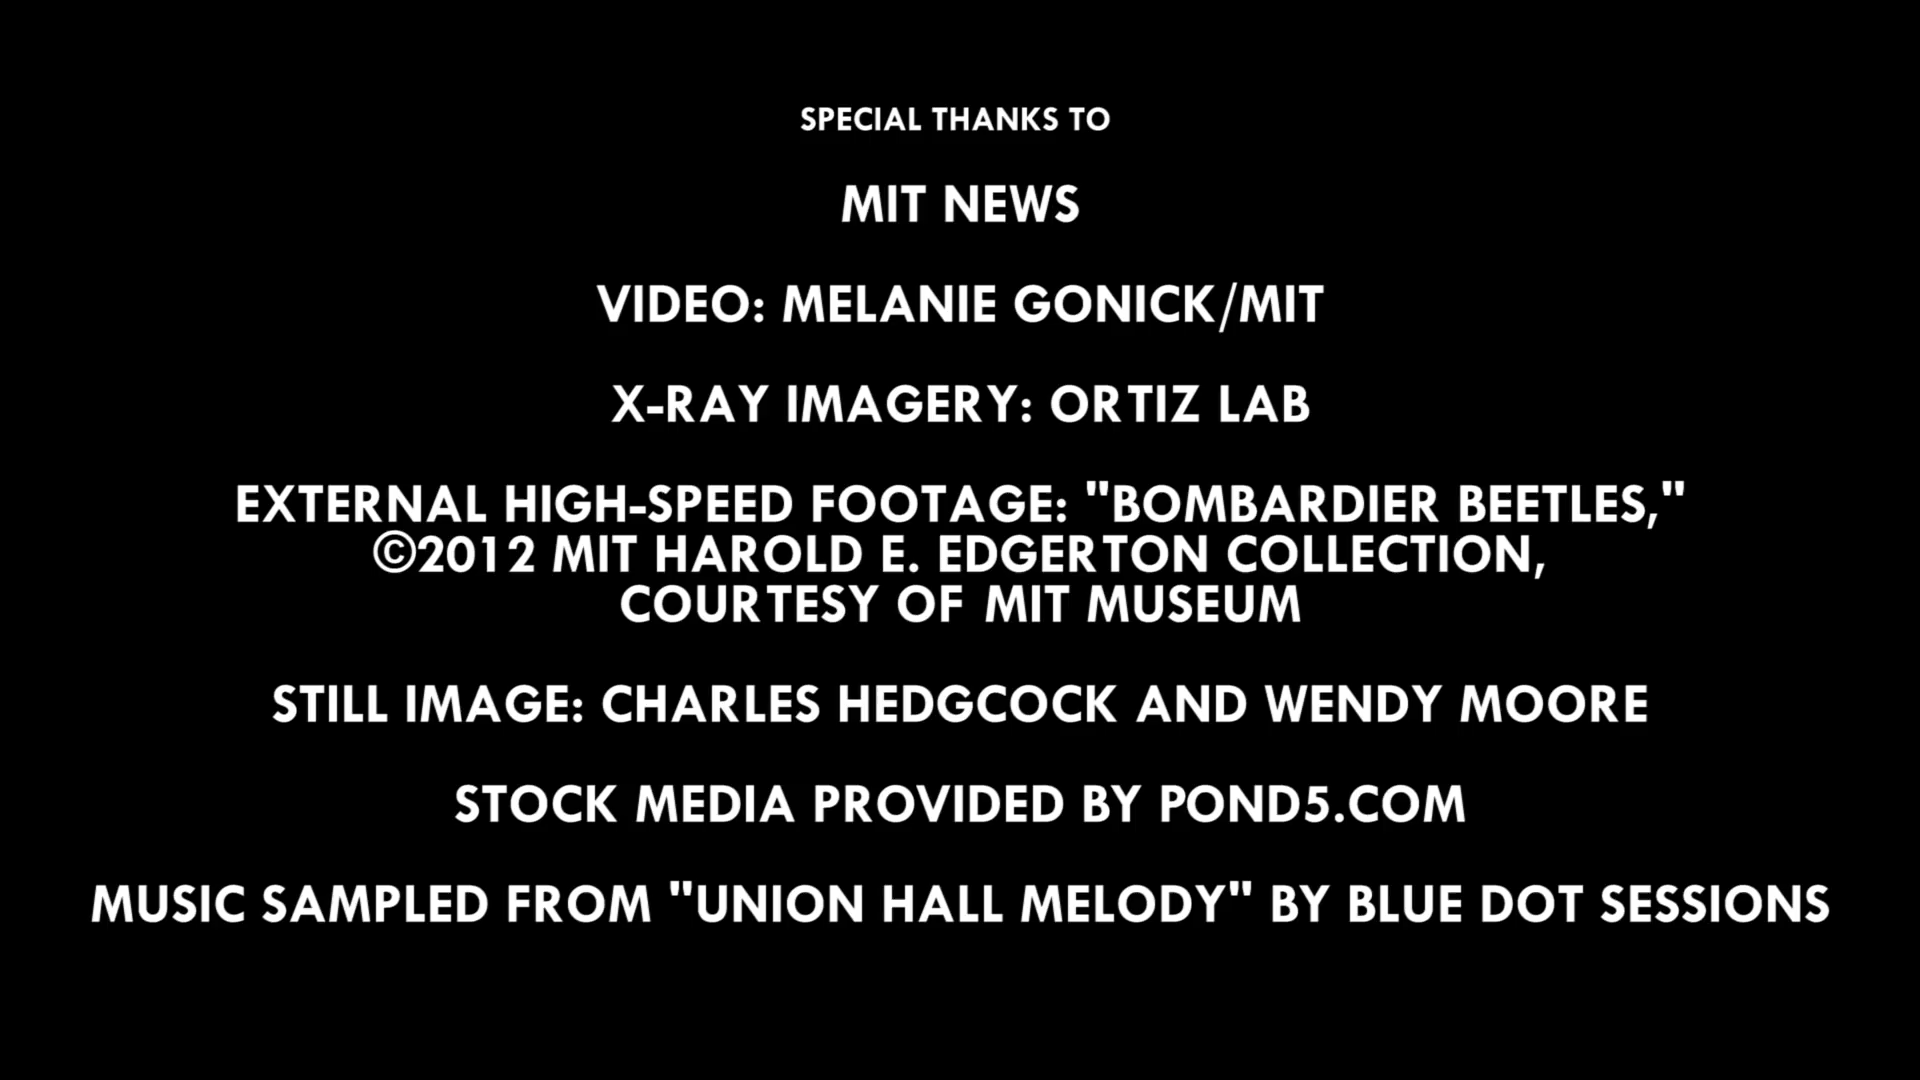 SPECIAL THANKS TO
MIT NEWS
VIDEO: MELANIE GONICK/MIT
X-RAY IMAGERY: ORTIZ LAB
EXTERNAL HIGH-SPEED FOOTAGE: "BOMBARDIER BEETLES,"
©2012 MIT HAROLD E. EDGERTON COLLECTION,
COURTESY OF MIT MUSEUM
STILL IMAGE: CHARLES HEDGCOCK AND WENDY MOORE
STOCK MEDIA PROVIDED BY POND5.COM
MUSIC SAMPLED FROM "UNION HALL MELODY" BY BLUE DOT SESSIONS